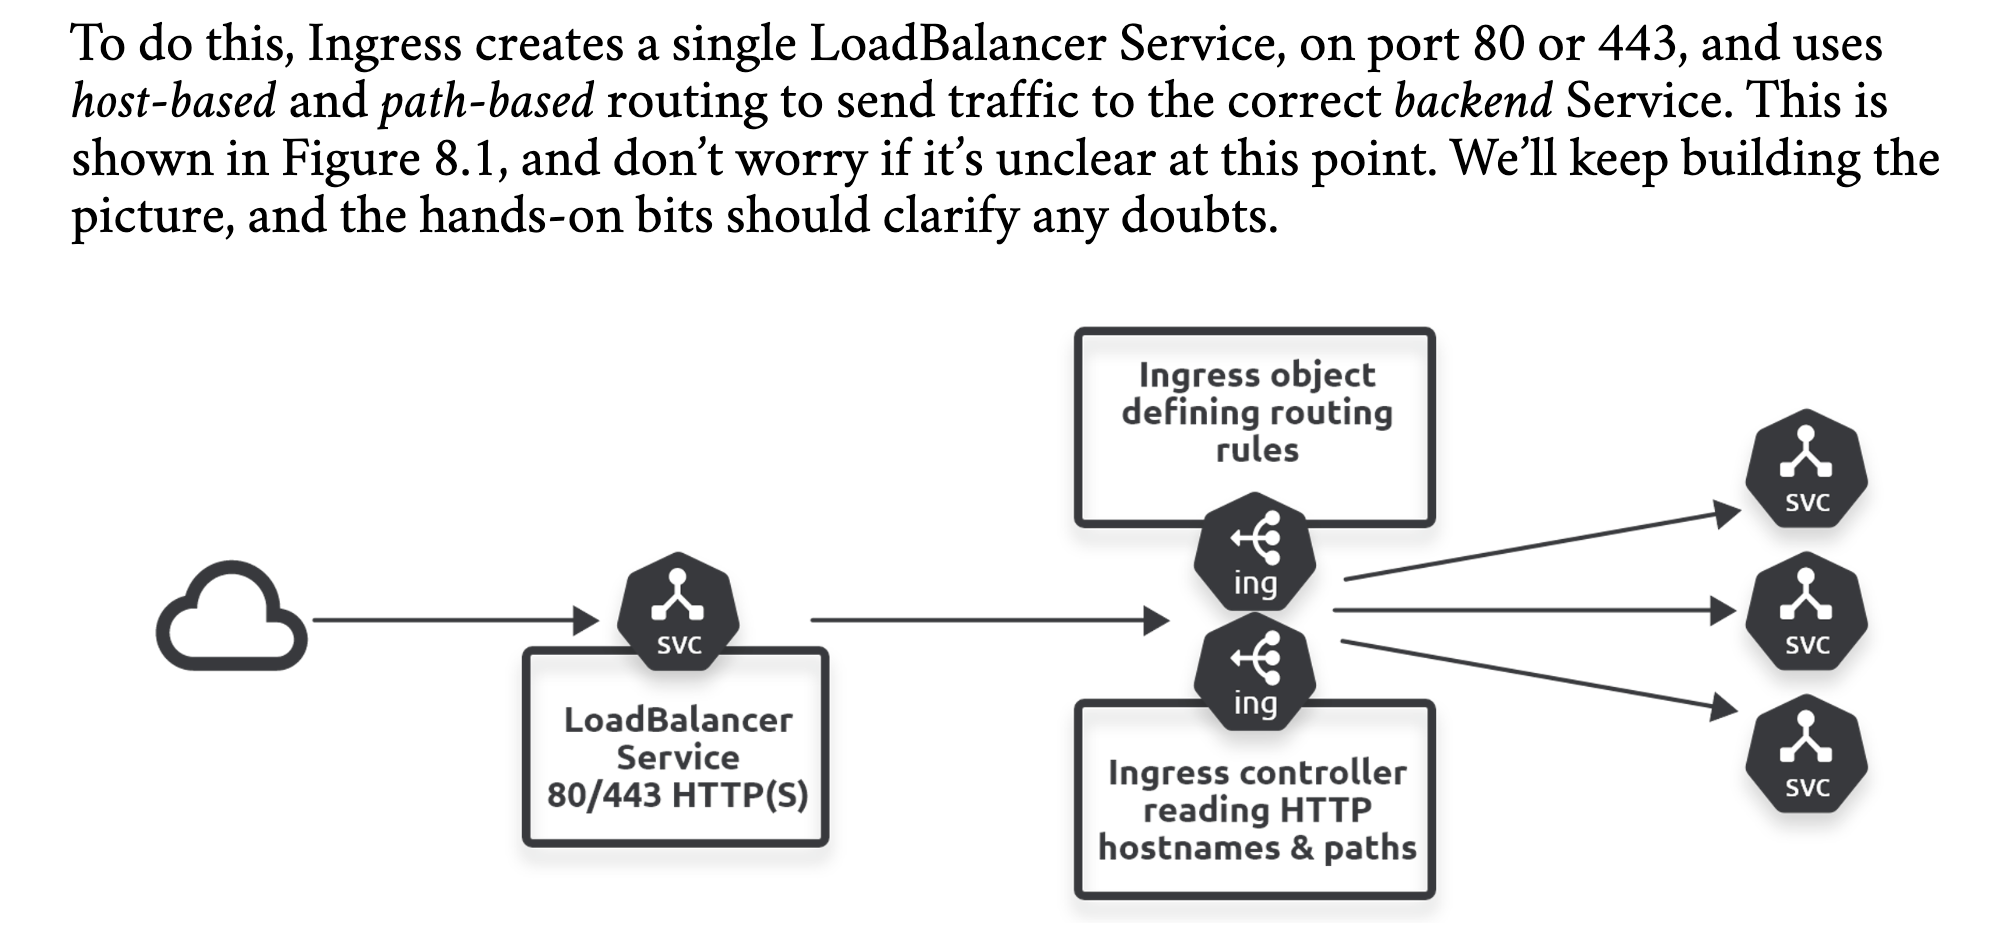 To do this, Ingress creates a single LoadBalancer Service, on port 80 or 443, and uses
host-based and path-based routing to send traffic to the correct backend Service. This is
shown in Figure 8.1, and don’t worry if it’s unclear at this point. We’ll keep building the
picture, and the hands-on bits should clarify any doubts.
Ingress object
defining routing
rules
ing
svc
LoadBalancer
Service
80/443 HTTP(S)
ing
Ingress controller
reading HTTP
hostnames & paths
svc
svc
svc